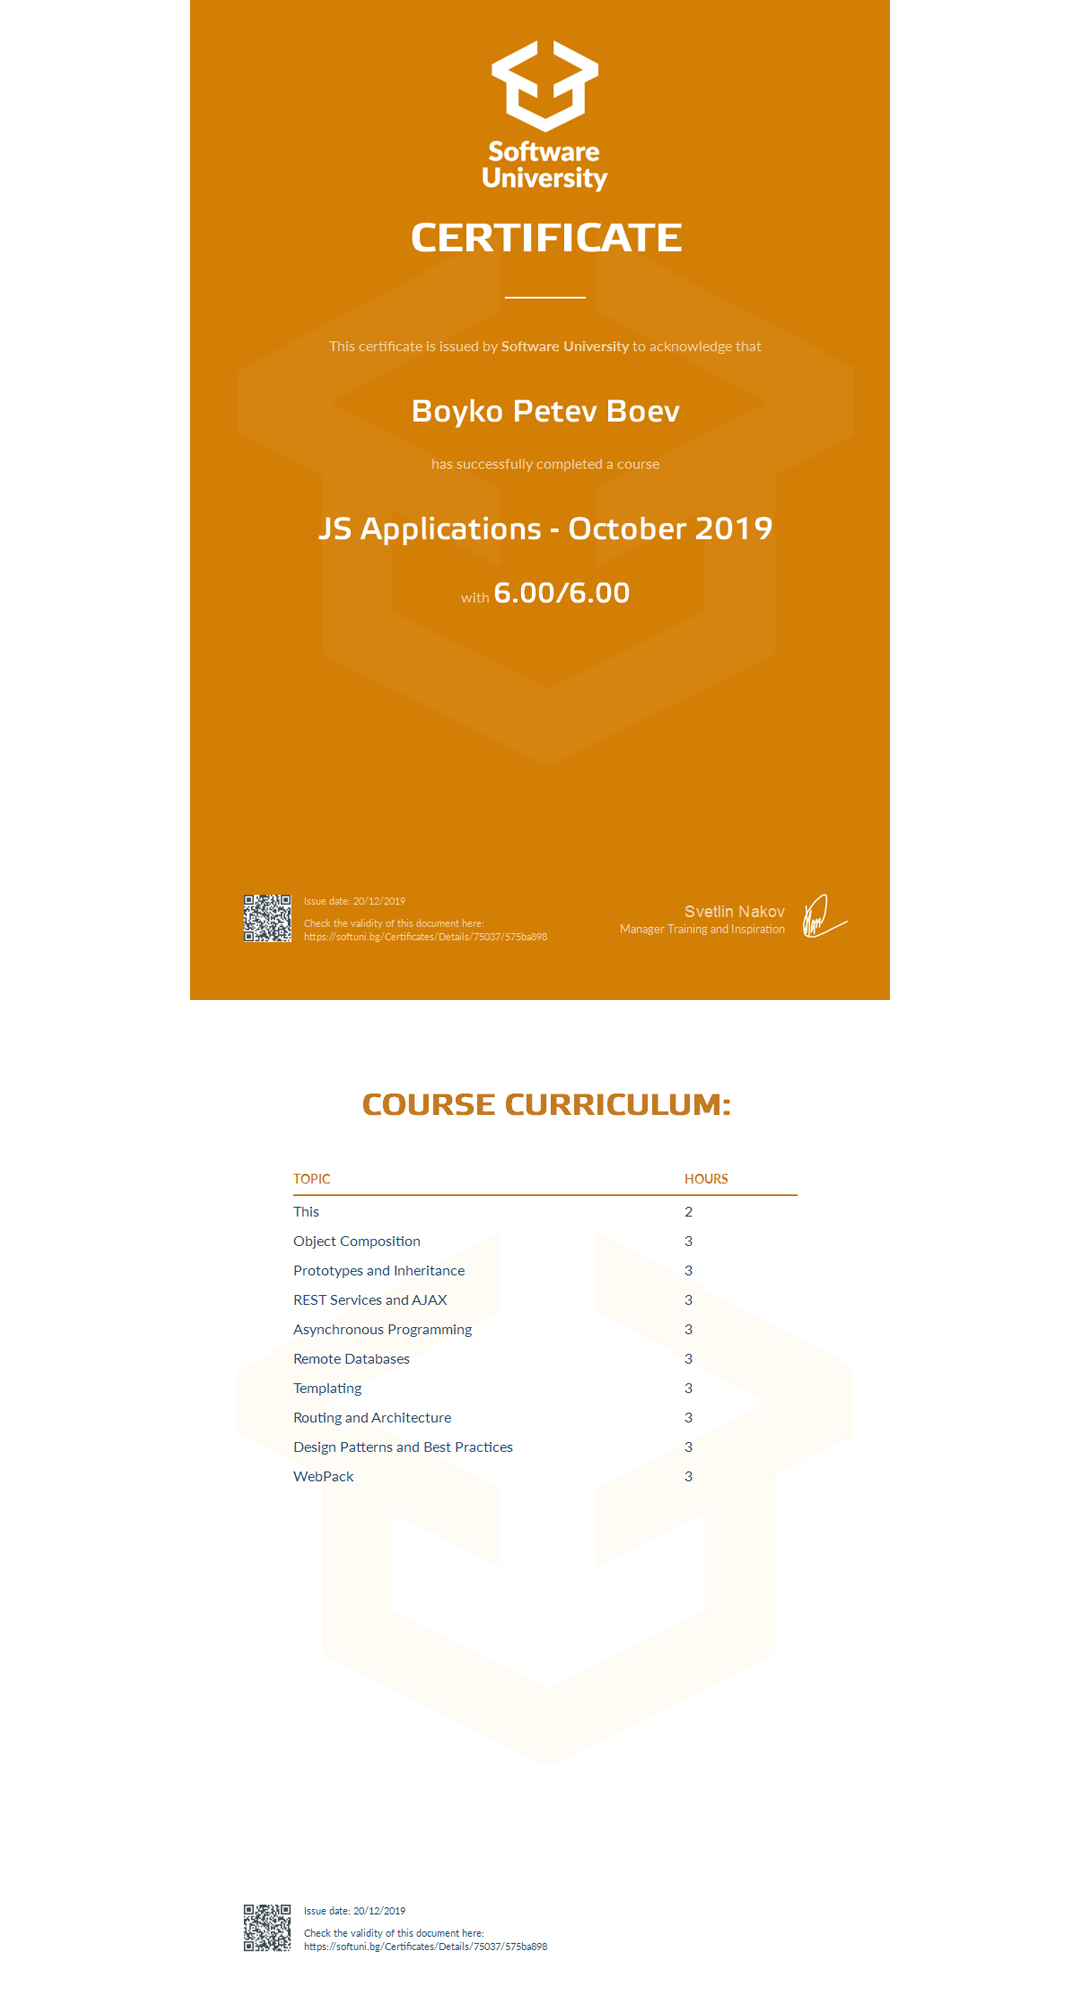 Software
University
CERTIFICATE
This certificate is issued by Software University to acknowledge that
Boyko Petev Boev
has successfully completed a course
JS Applications - October 2019
with 6.00/6.00
Issue date: 20/12/2019
Check the validity of this document here:
https://softuni.bg/Certificates/Details/75037/575ba898
Svetlin Nakov
Manager Training and Inspiration
COURSE CURRICULUM:
TOPIC HOURS
This 2
Object Composition 3
Prototypes and Inheritance 3
REST Services and AJAX 3
Asynchronous Programming 3
Remote Databases 3
Templating 3
Routing and Architecture 3
Design Patterns and Best Practices 3
WebPack 3
Issue date: 20/12/2019
Check the validity of this document here:
https://softuni.bg/Certificates/Details/75037/575ba898